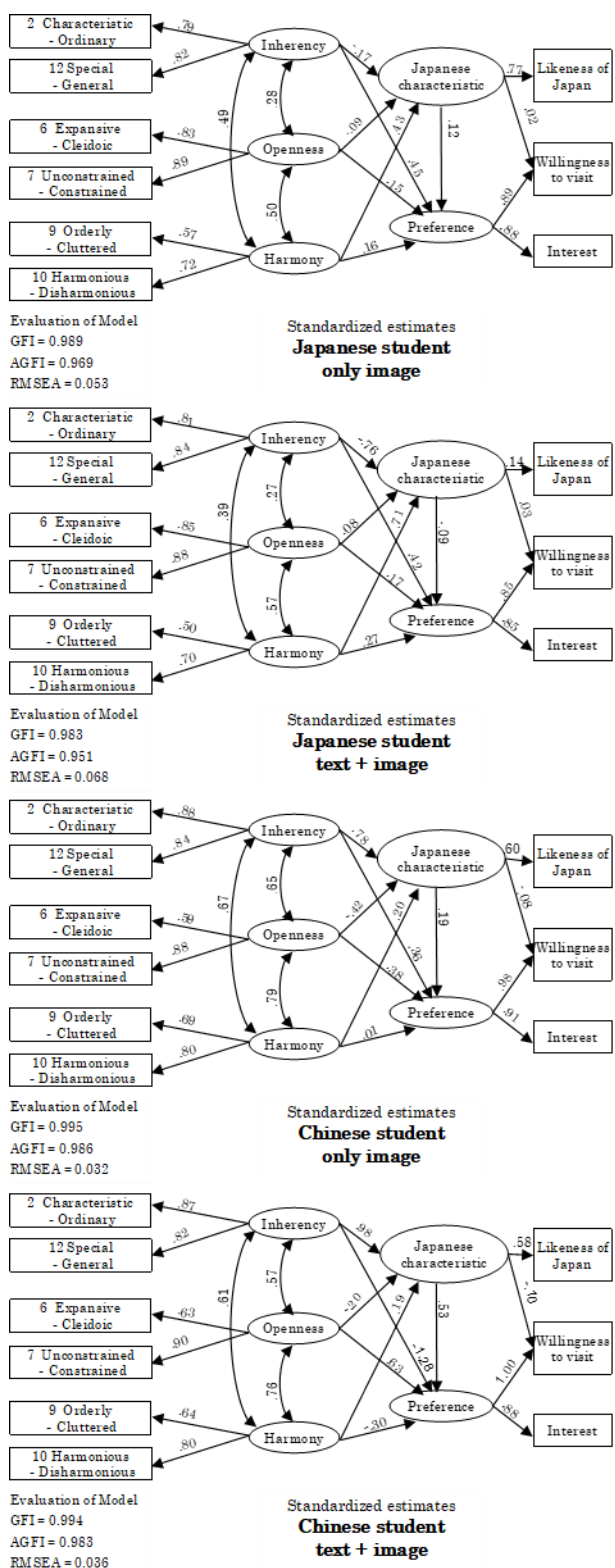 2 Characteristic
- Ordinary
.79
12 Special
- General
.82
6 Expansive
- Cleidoic
.83
7 Unconstrained
- Constrained
.89
9 Orderly
- Cluttered
.57
10 Harmonious
- Disharmonious
.72
Inherency
Openness
Harmony
.49
.28
.50
-.17
-.09
.43
.45
.15
.16
Japanese
characteristic
.12
Preference
.77
.02
.89
.88
Likeness of
Japan
Willingness
to visit
Interest
Evaluation of Model
GFI = 0.989
AGFI = 0.969
RMSEA = 0.053
Standardized estimates
Japanese student
only image
2 Characteristic
- Ordinary
.81
12 Special
- General
.84
6 Expansive
- Cleidoic
.85
7 Unconstrained
- Constrained
.88
9 Orderly
- Cluttered
.50
10 Harmonious
- Disharmonious
.70
Inherency
Openness
Harmony
.39
.27
.57
-.76
.08
.71
.42
.17
.27
Japanese
characteristic
-.09
Preference
.14
.03
.85
.85
Likeness of
Japan
Willingness
to visit
Interest
Evaluation of Model
GFI = 0.983
AGFI = 0.951
RMSEA = 0.068
Standardized estimates
Japanese student
text + image
2 Characteristic
- Ordinary
.88
12 Special
- General
.84
6 Expansive
- Cleidoic
.59
7 Unconstrained
- Constrained
.88
9 Orderly
- Cluttered
.69
10 Harmonious
- Disharmonious
.80
Inherency
Openness
Harmony
.67
.65
.79
.78
-.42
.20
.36
.38
.01
Japanese
characteristic
.19
Preference
.60
-.08
.98
.91
Likeness of
Japan
Willingness
to visit
Interest
Evaluation of Model
GFI = 0.995
AGFI = 0.986
RMSEA = 0.032
Standardized estimates
Chinese student
only image
2 Characteristic
- Ordinary
.87
12 Special
- General
.82
6 Expansive
- Cleidoic
.63
7 Unconstrained
- Constrained
.90
9 Orderly
- Cluttered
.64
10 Harmonious
- Disharmonious
.80
Inherency
Openness
Harmony
.61
.57
.76
.98
-.20
.19
-1.28
.63
-.30
Japanese
characteristic
.53
Preference
.58
-.10
1.00
.88
Likeness of
Japan
Willingness
to visit
Interest
Evaluation of Model
GFI = 0.994
AGFI = 0.983
RMSEA = 0.036
Standardized estimates
Chinese student
text + image